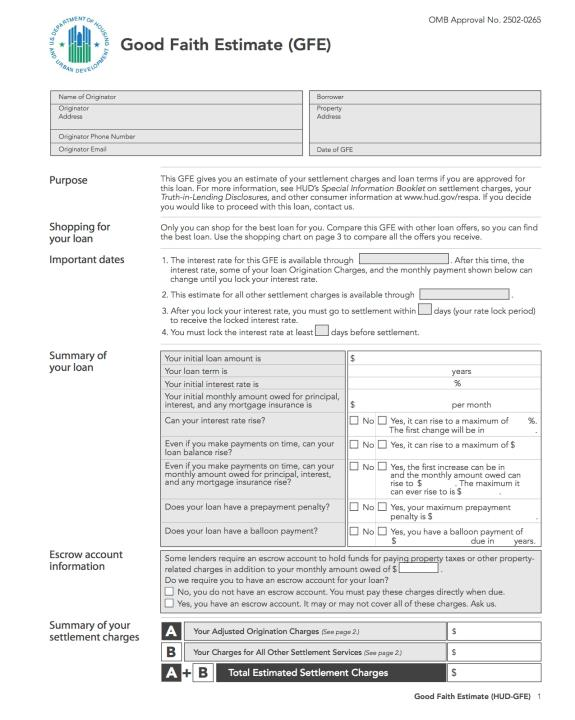 OMB Approval No. 2502-0265
U.S. DEPARTMENT OF HOUSING AND URBAN DEVELOPMENT
Good Faith Estimate (GFE)
Name of Originator
Borrower
Originator
Address
Property
Address
Originator Phone Number
Originator Email
Date of GFE
Purpose
This GFE gives you an estimate of your settlement charges and loan terms if you are approved for
this loan. For more information, see HUD's Special Information Booklet on settlement charges, your
Truth-in-Lending Disclosures, and other consumer information at www.hud.gov/respa. If you decide
you would like to proceed with this loan, contact us.
Shopping for
your loan
Only you can shop for the best loan for you. Compare this GFE with other loan offers, so you can find
the best loan. Use the shopping chart on page 3 to compare all the offers you receive.
Important dates
1. The interest rate for this GFE is available through . After this time, the
interest rate, some of your loan Origination Charges, and the monthly payment shown below can
change until you lock your interest rate.
2. This estimate for all other settlement charges is available through .
3. After you lock your interest rate, you must go to settlement within days (your rate lock period)
to receive the locked interest rate.
4. You must lock the interest rate at least days before settlement.
Summary of
your loan
Your initial loan amount is $
Your loan term is years
Your initial interest rate is %
Your initial monthly amount owed for principal,
interest, and any mortgage insurance is $ per month
Can your interest rate rise?
No Yes, it can rise to a maximum of %.
The first change will be in .
Even if you make payments on time, can your
loan balance rise?
No Yes, it can rise to a maximum of $
Even if you make payments on time, can your
monthly amount owed for principal, interest,
and any mortgage insurance rise?
No Yes, the first increase can be in
and the monthly amount owed can
rise to $ . The maximum it
can ever rise to is $ .
Does your loan have a prepayment penalty?
No Yes, your maximum prepayment
penalty is $ .
Does your loan have a balloon payment?
No Yes, you have a balloon payment of
$ due in years.
Escrow account
information
Some lenders require an escrow account to hold funds for paying property taxes or other property-
related charges in addition to your monthly amount owed of $ .
Do we require you to have an escrow account for your loan?
No, you do not have an escrow account. You must pay these charges directly when due.
Yes, you have an escrow account. It may or may not cover all of these charges. Ask us.
Summary of your
settlement charges
A Your Adjusted Origination Charges (See page 2.) $
B Your Charges for All Other Settlement Services (See page 2.) $
A + B Total Estimated Settlement Charges $
Good Faith Estimate (HUD-GFE) 1